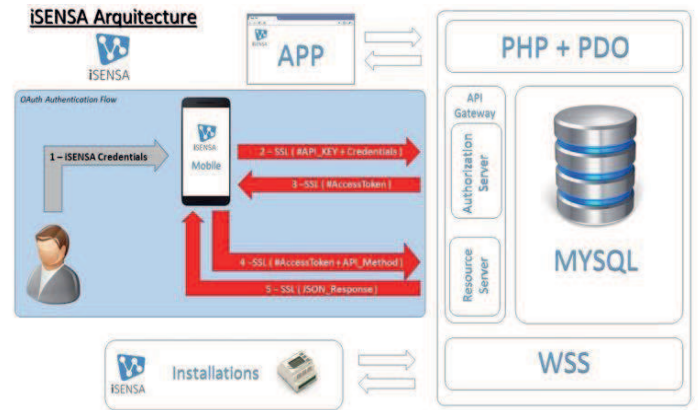 iSENSA Arquitecture
iSENSA
APP
PHP + PDO
OAuth Authentication Flow
1 – iSENSA Credentials
iSENSA
Mobile
2 – SSL ( #API_KEY + Credentials )
3 –SSL ( #AccessToken )
4 –SSL ( #AccessToken + API_Method )
5 – SSL ( JSON_Response )
API
Gateway
Authorization
Server
Resource
Server
MYSQL
iSENSA
Installations
WSS